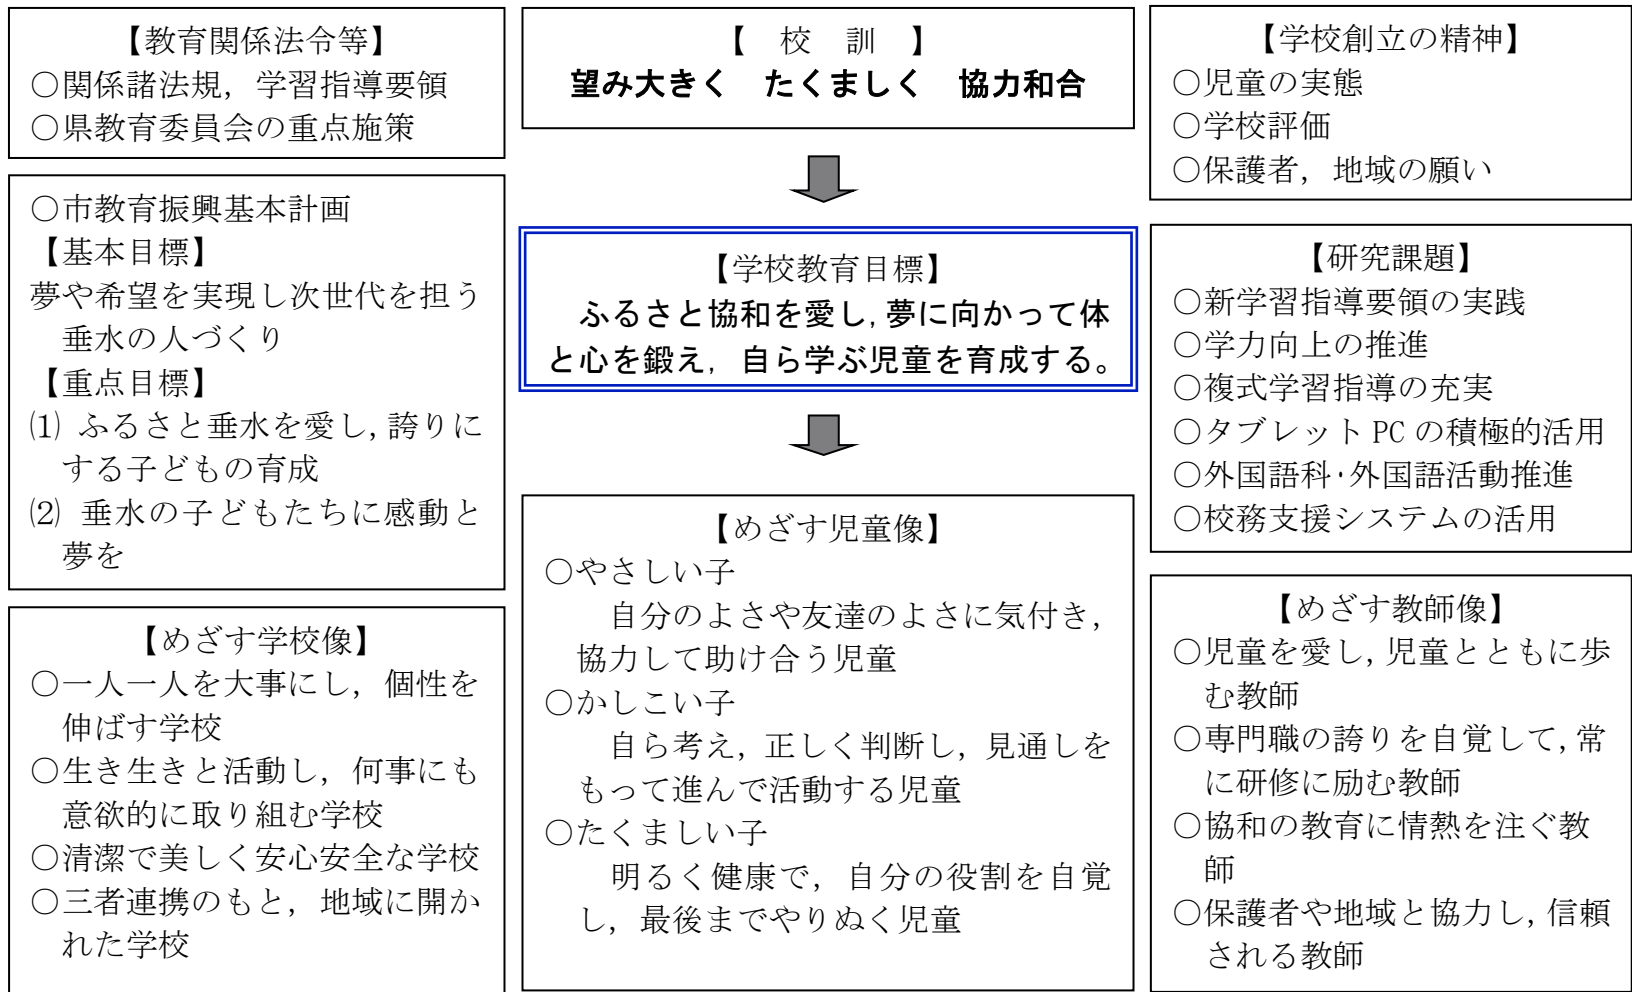 【教育関係法令等】
○関係諸法規，学習指導要領
○県教育委員会の重点施策
○市教育振興基本計画
【基本目標】
夢や希望を実現し次世代を担う
垂水の人づくり
【重点目標】
⑴ ふるさと垂水を愛し，誇りに
する子どもの育成
⑵ 垂水の子どもたちに感動と
夢を
【めざす学校像】
○一人一人を大事にし，個性を
伸ばす学校
○生き生きと活動し，何事にも
意欲的に取り組む学校
○清潔で美しく安心安全な学校
○三者連携のもと，地域に開か
れた学校
【　校　訓　】
望み大きく　たくましく　協力和合
【学校教育目標】
ふるさと協和を愛し，夢に向かって体
と心を鍛え，自ら学ぶ児童を育成する。
【めざす児童像】
○やさしい子
自分のよさや友達のよさに気付き，
協力して助け合う児童
○かしこい子
自ら考え，正しく判断し，見通しを
もって進んで活動する児童
○たくましい子
明るく健康で，自分の役割を自覚
し，最後までやりぬく児童
【学校創立の精神】
○児童の実態
○学校評価
○保護者，地域の願い
【研究課題】
○新学習指導要領の実践
○学力向上の推進
○複式学習指導の充実
○タブレット PC の積極的活用
○外国語科・外国語活動推進
○校務支援システムの活用
【めざす教師像】
○児童を愛し，児童とともに歩
む教師
○専門職の誇りを自覚して，常
に研修に励む教師
○協和の教育に情熱を注ぐ教
師
○保護者や地域と協力し，信頼
される教師